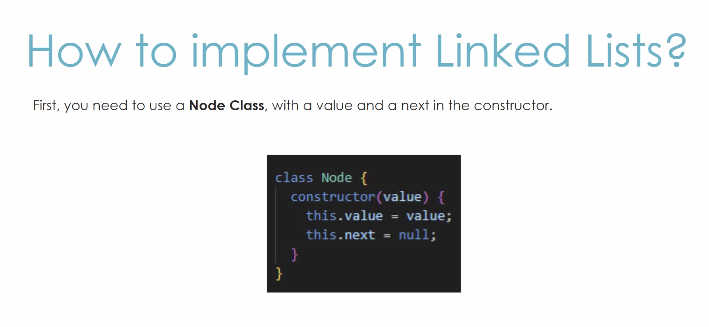 How to implement Linked Lists?
First, you need to use a Node Class, with a value and a next in the constructor.
class Node {
  constructor(value) {
    this.value = value;
    this.next = null;
  }
}